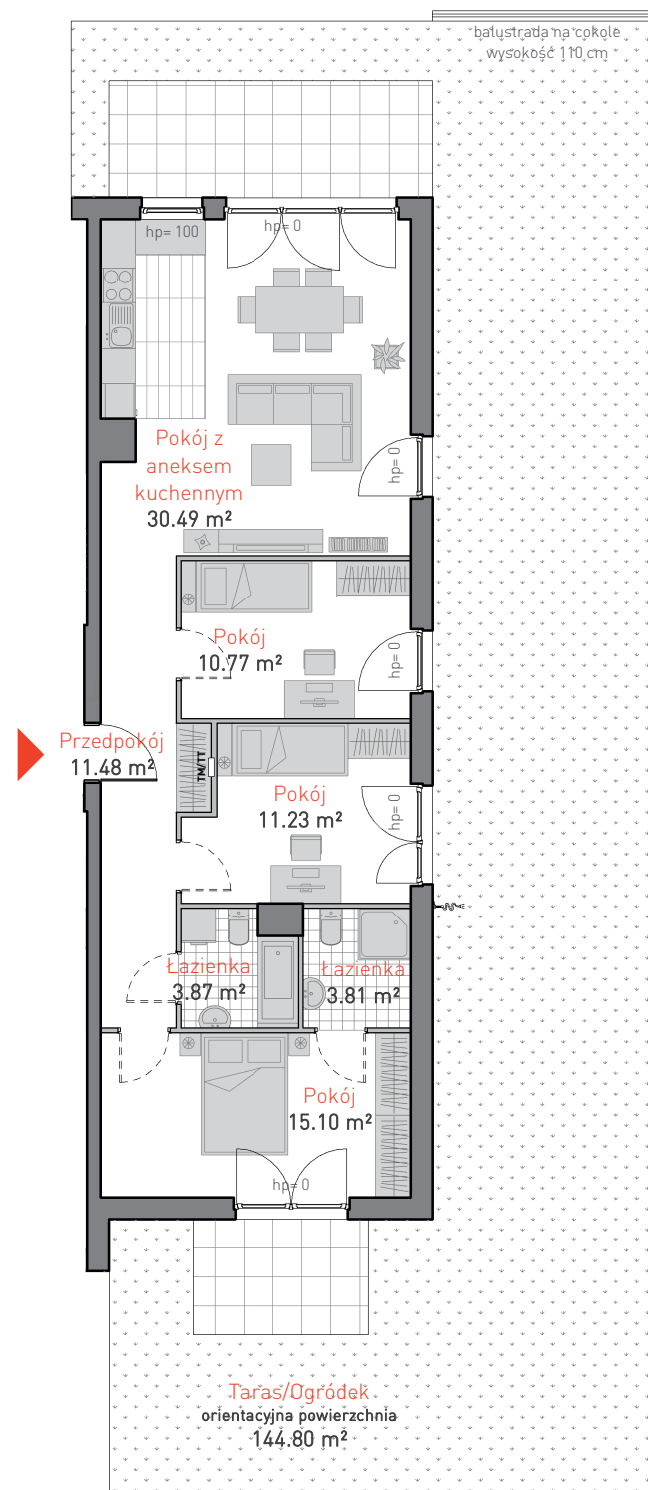 balustrada na cokole
wysokość 110 cm
hp= 100
hp= 0
Pokój z
aneksem
kuchennym
30.49 m²
hp= 0
Pokój
10.77 m²
hp= 0
Przedpokój
11.48 m²
TM/TT
Pokój
11.23 m²
hp= 0
Łazienka
3.87 m²
Łazienka
3.81 m²
Pokój
15.10 m²
hp= 0
Taras/Ogródek
orientacyjna powierzchnia
144.80 m²